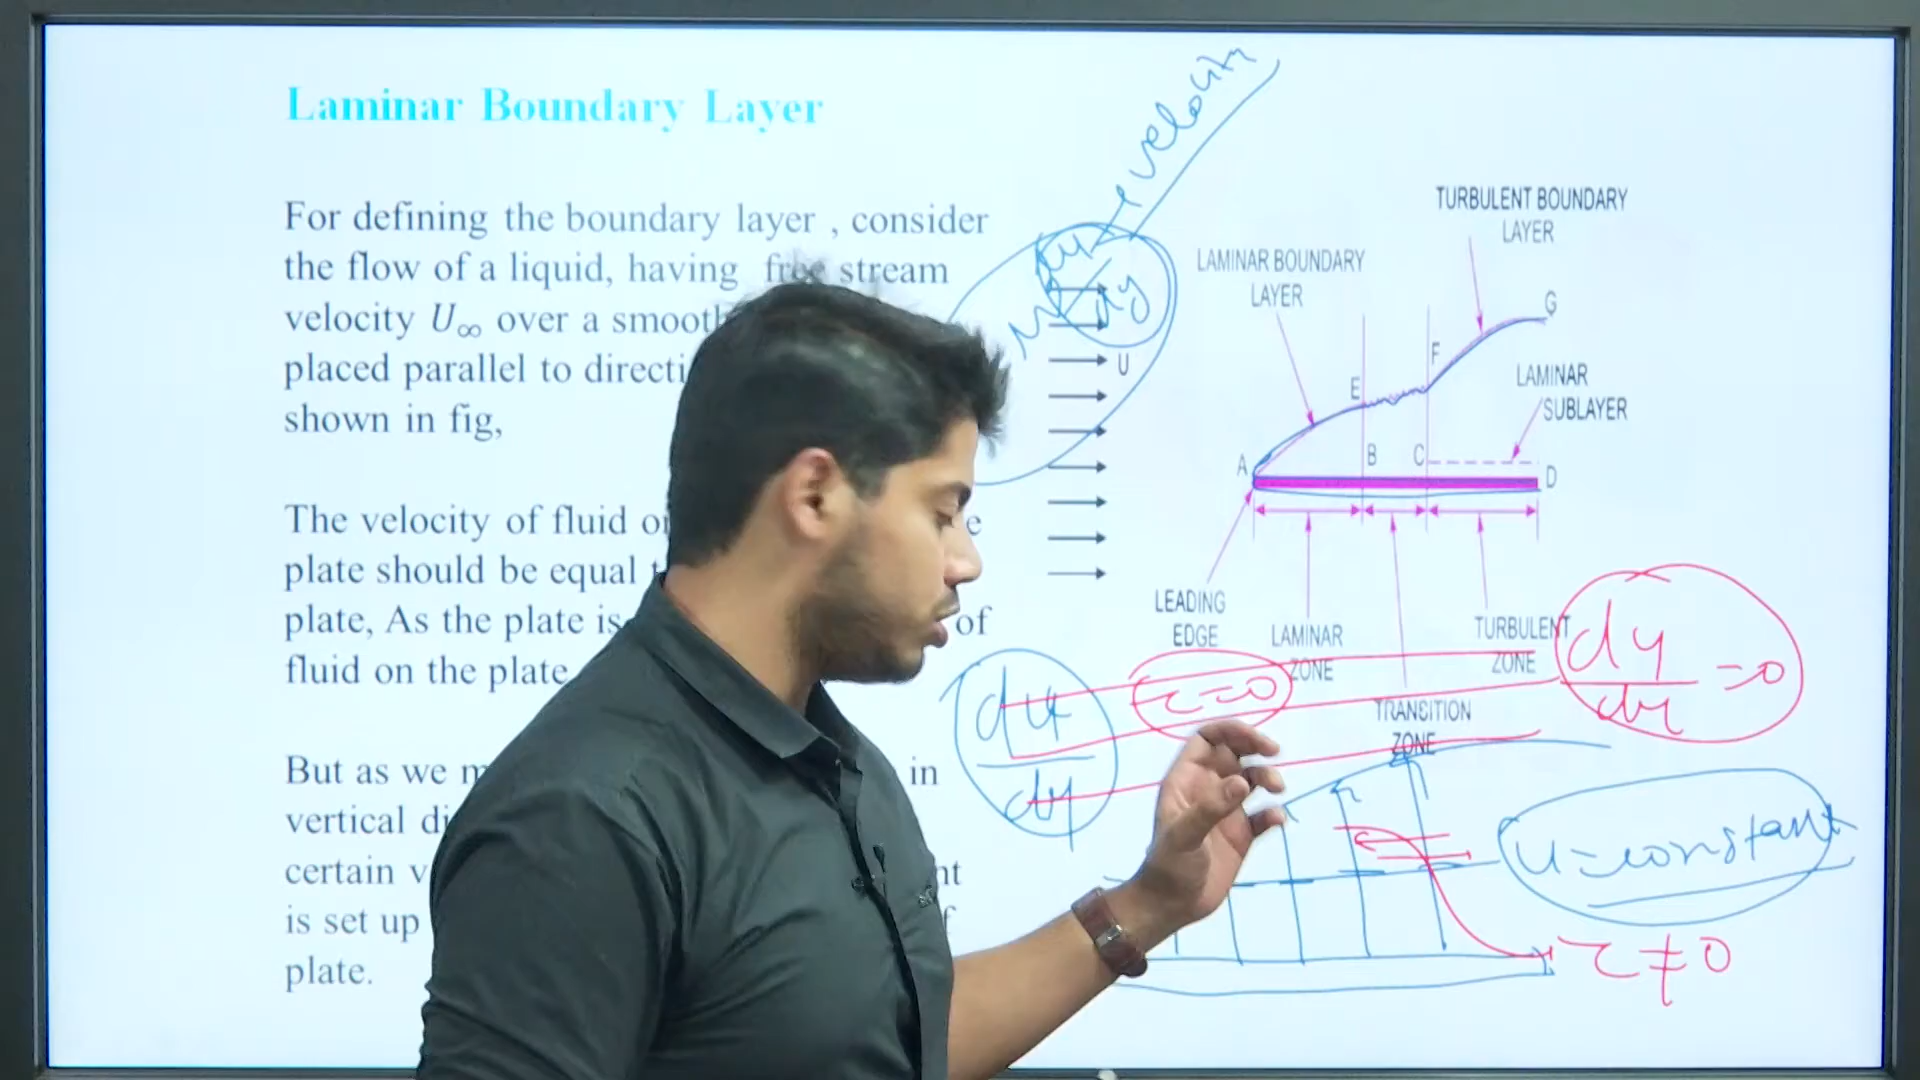 Laminar Boundary Layer
For defining the boundary layer , consider
the flow of a liquid, having free stream
velocity U∞ over a smooth
placed parallel to directi
shown in fig,
The velocity of fluid o
e
plate should be equal t
plate, As the plate is
of
fluid on the plate
But as we m
in
vertical di
certain v
nt
is set up
f
plate.
velocity
μ du/dy
U
TURBULENT BOUNDARY
LAYER
LAMINAR BOUNDARY
LAYER
G
F
E
LAMINAR
SUBLAYER
A
B
C
D
LEADING
EDGE
LAMINAR
ZONE
TURBULENT
ZONE
TRANSITION
ZONE
du/dy
τ=0
dy
=0
u=constant
τ≠0